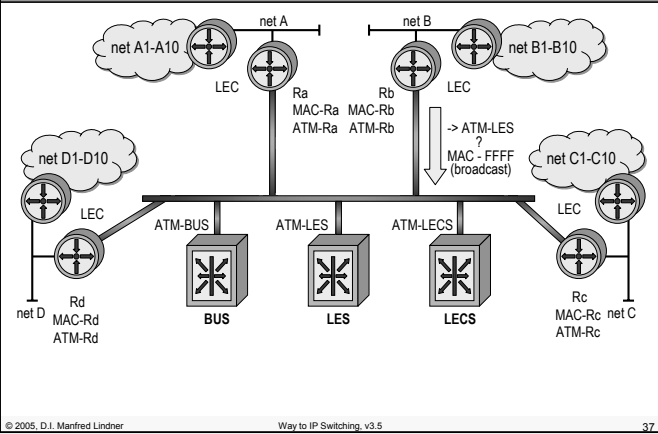 net A
net B
net A1-A10
net B1-B10
LEC
LEC
Ra
MAC-Ra
ATM-Ra
Rb
MAC-Rb
ATM-Rb
-> ATM-LES
?
MAC - FFFF
(broadcast)
net D1-D10
net C1-C10
LEC
LEC
ATM-BUS
ATM-LES
ATM-LECS
net D
Rd
MAC-Rd
ATM-Rd
BUS
LES
LECS
Rc
MAC-Rc
ATM-Rc
net C
© 2005, D.I. Manfred Lindner
Way to IP Switching, v3.5
37